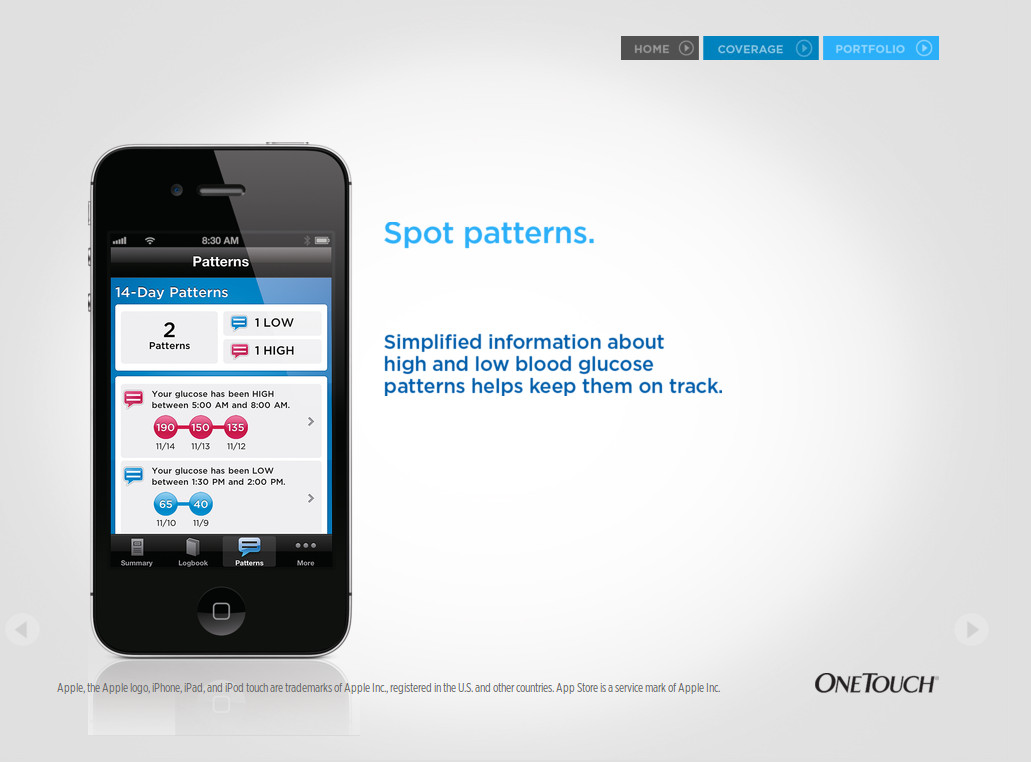 HOME
COVERAGE
PORTFOLIO
8:30 AM
Patterns
14-Day Patterns
2
Patterns
1 LOW
1 HIGH
Your glucose has been HIGH
between 5:00 AM and 8:00 AM.
190 150 135
11/14 11/13 11/12
Your glucose has been LOW
between 1:30 PM and 2:00 PM.
65 40
11/10 11/9
Summary Logbook Patterns More
Spot patterns.
Simplified information about
high and low blood glucose
patterns helps keep them on track.
Apple, the Apple logo, iPhone, iPad, and iPod touch are trademarks of Apple Inc., registered in the U.S. and other countries. App Store is a service mark of Apple Inc.
ONETOUCH®